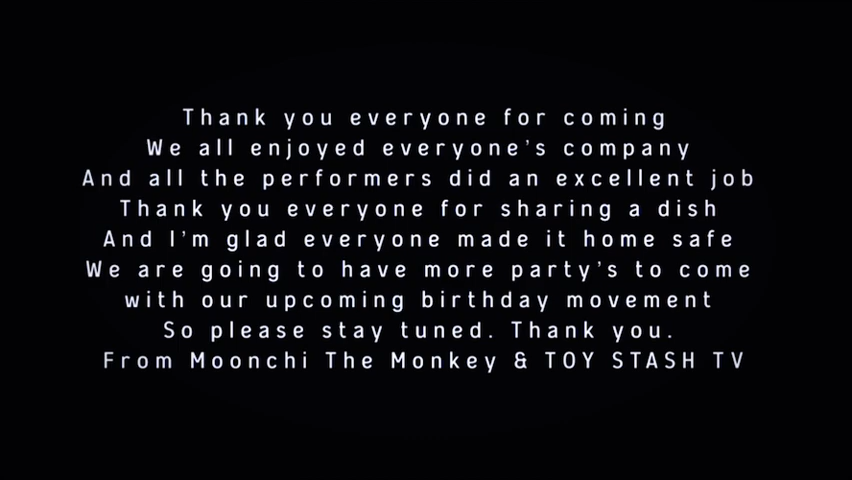 Thank you everyone for coming
We all enjoyed everyone's company
And all the performers did an excellent job
Thank you everyone for sharing a dish
And I'm glad everyone made it home safe
We are going to have more party's to come
with our upcoming birthday movement
So please stay tuned. Thank you.
From Moonchi The Monkey & TOY STASH TV